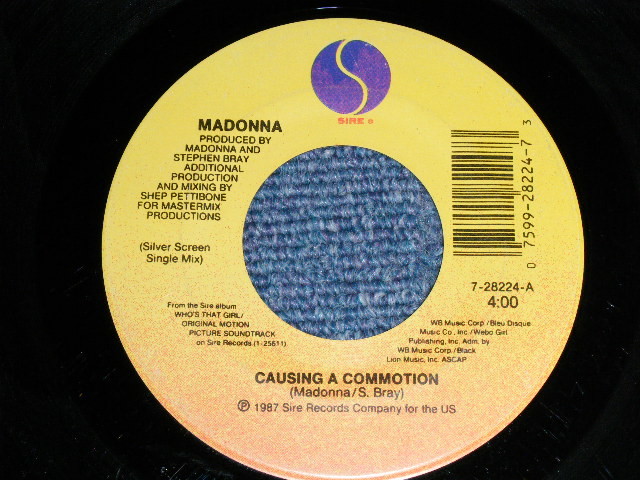 SIRE ®
MADONNA
PRODUCED BY
MADONNA AND
STEPHEN BRAY
ADDITIONAL
PRODUCTION
AND MIXING BY
SHEP PETTIBONE
FOR MASTERMIX
PRODUCTIONS
(Silver Screen
Single Mix)
From the Sire album
WHO'S THAT GIRL/
ORIGINAL MOTION
PICTURE SOUNDTRACK
on Sire Records (1-25611)
0 7599-28224-7 3
7-28224-A
4:00
WB Music Corp./Bleu Disque
Music Co., Inc./Webo Girl
Publishing, Inc. Adm. by
WB Music Corp./Black
Lion Music, Inc. ASCAP
CAUSING A COMMOTION
(Madonna/S. Bray)
℗ 1987 Sire Records Company for the US